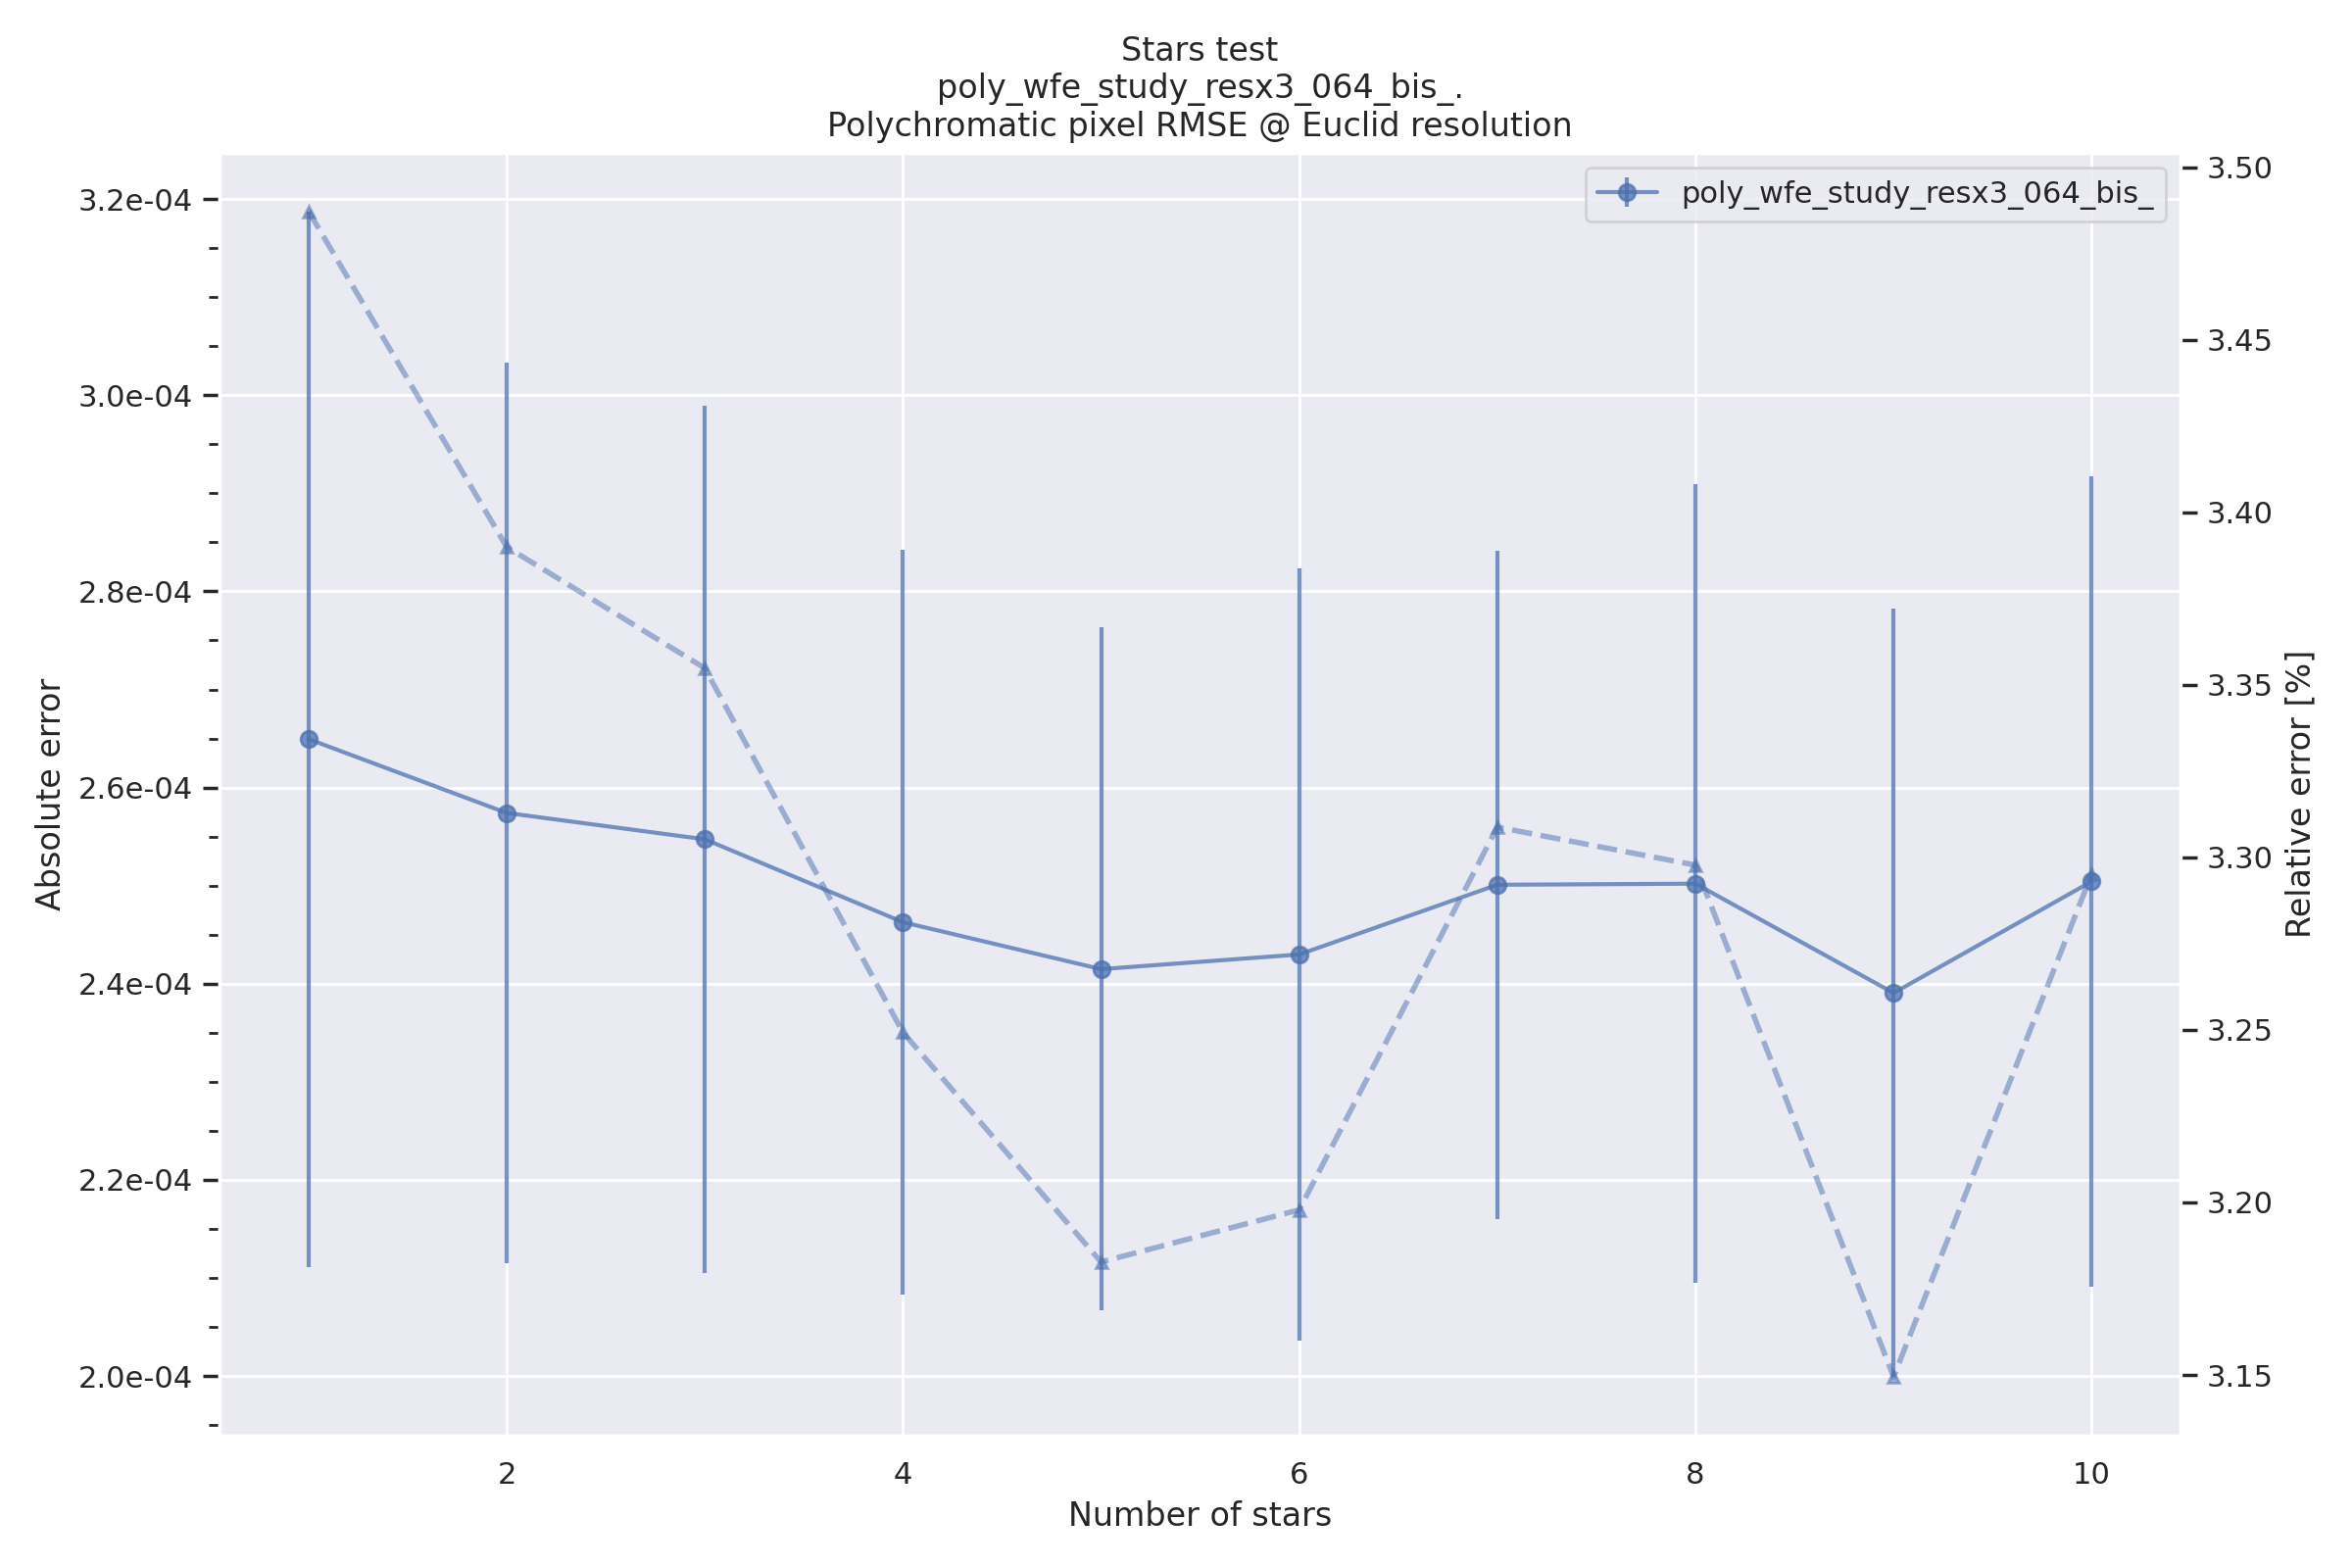 Stars test
poly_wfe_study_resx3_064_bis_.
Polychromatic pixel RMSE @ Euclid resolution
poly_wfe_study_resx3_064_bis_
Absolute error
3.2e-04
3.0e-04
2.8e-04
2.6e-04
2.4e-04
2.2e-04
2.0e-04
3.50
3.45
3.40
3.35
3.30
3.25
3.20
3.15
Relative error [%]
2 4 6 8 10
Number of stars